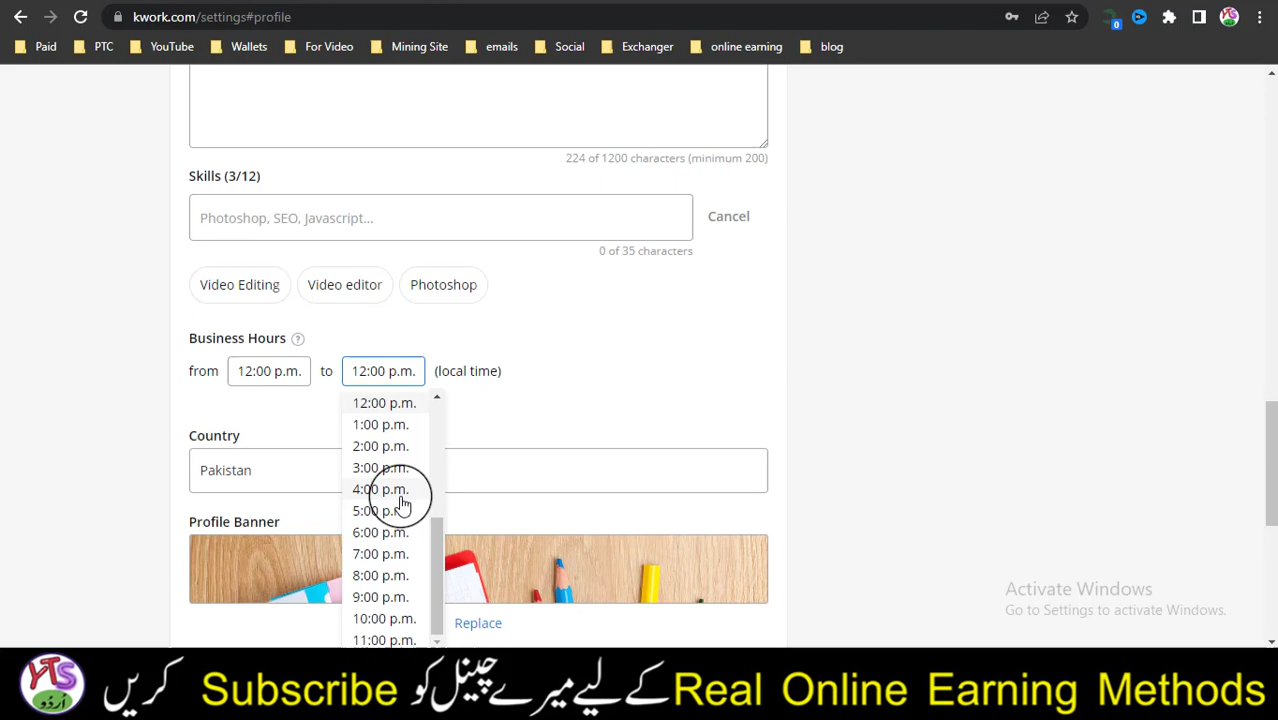 kwork.com/settings#profile
0
Paid PTC YouTube Wallets For Video Mining Site emails Social Exchanger online earning blog
224 of 1200 characters (minimum 200)
Skills (3/12)
Photoshop, SEO, Javascript...
Cancel
0 of 35 characters
Video Editing Video editor Photoshop
Business Hours ?
from 12:00 p.m. to 12:00 p.m. (local time)
12:00 p.m.
1:00 p.m.
2:00 p.m.
3:00 p.m.
4:00 p.m.
5:00 p.m.
6:00 p.m.
7:00 p.m.
8:00 p.m.
9:00 p.m.
10:00 p.m.
11:00 p.m.
Country
Pakistan
Profile Banner
Replace
Activate Windows
Go to Settings to activate Windows.
YTS
اردو
Real Online Earning Methods کے لیے میرے چینل کو Subscribe کریں